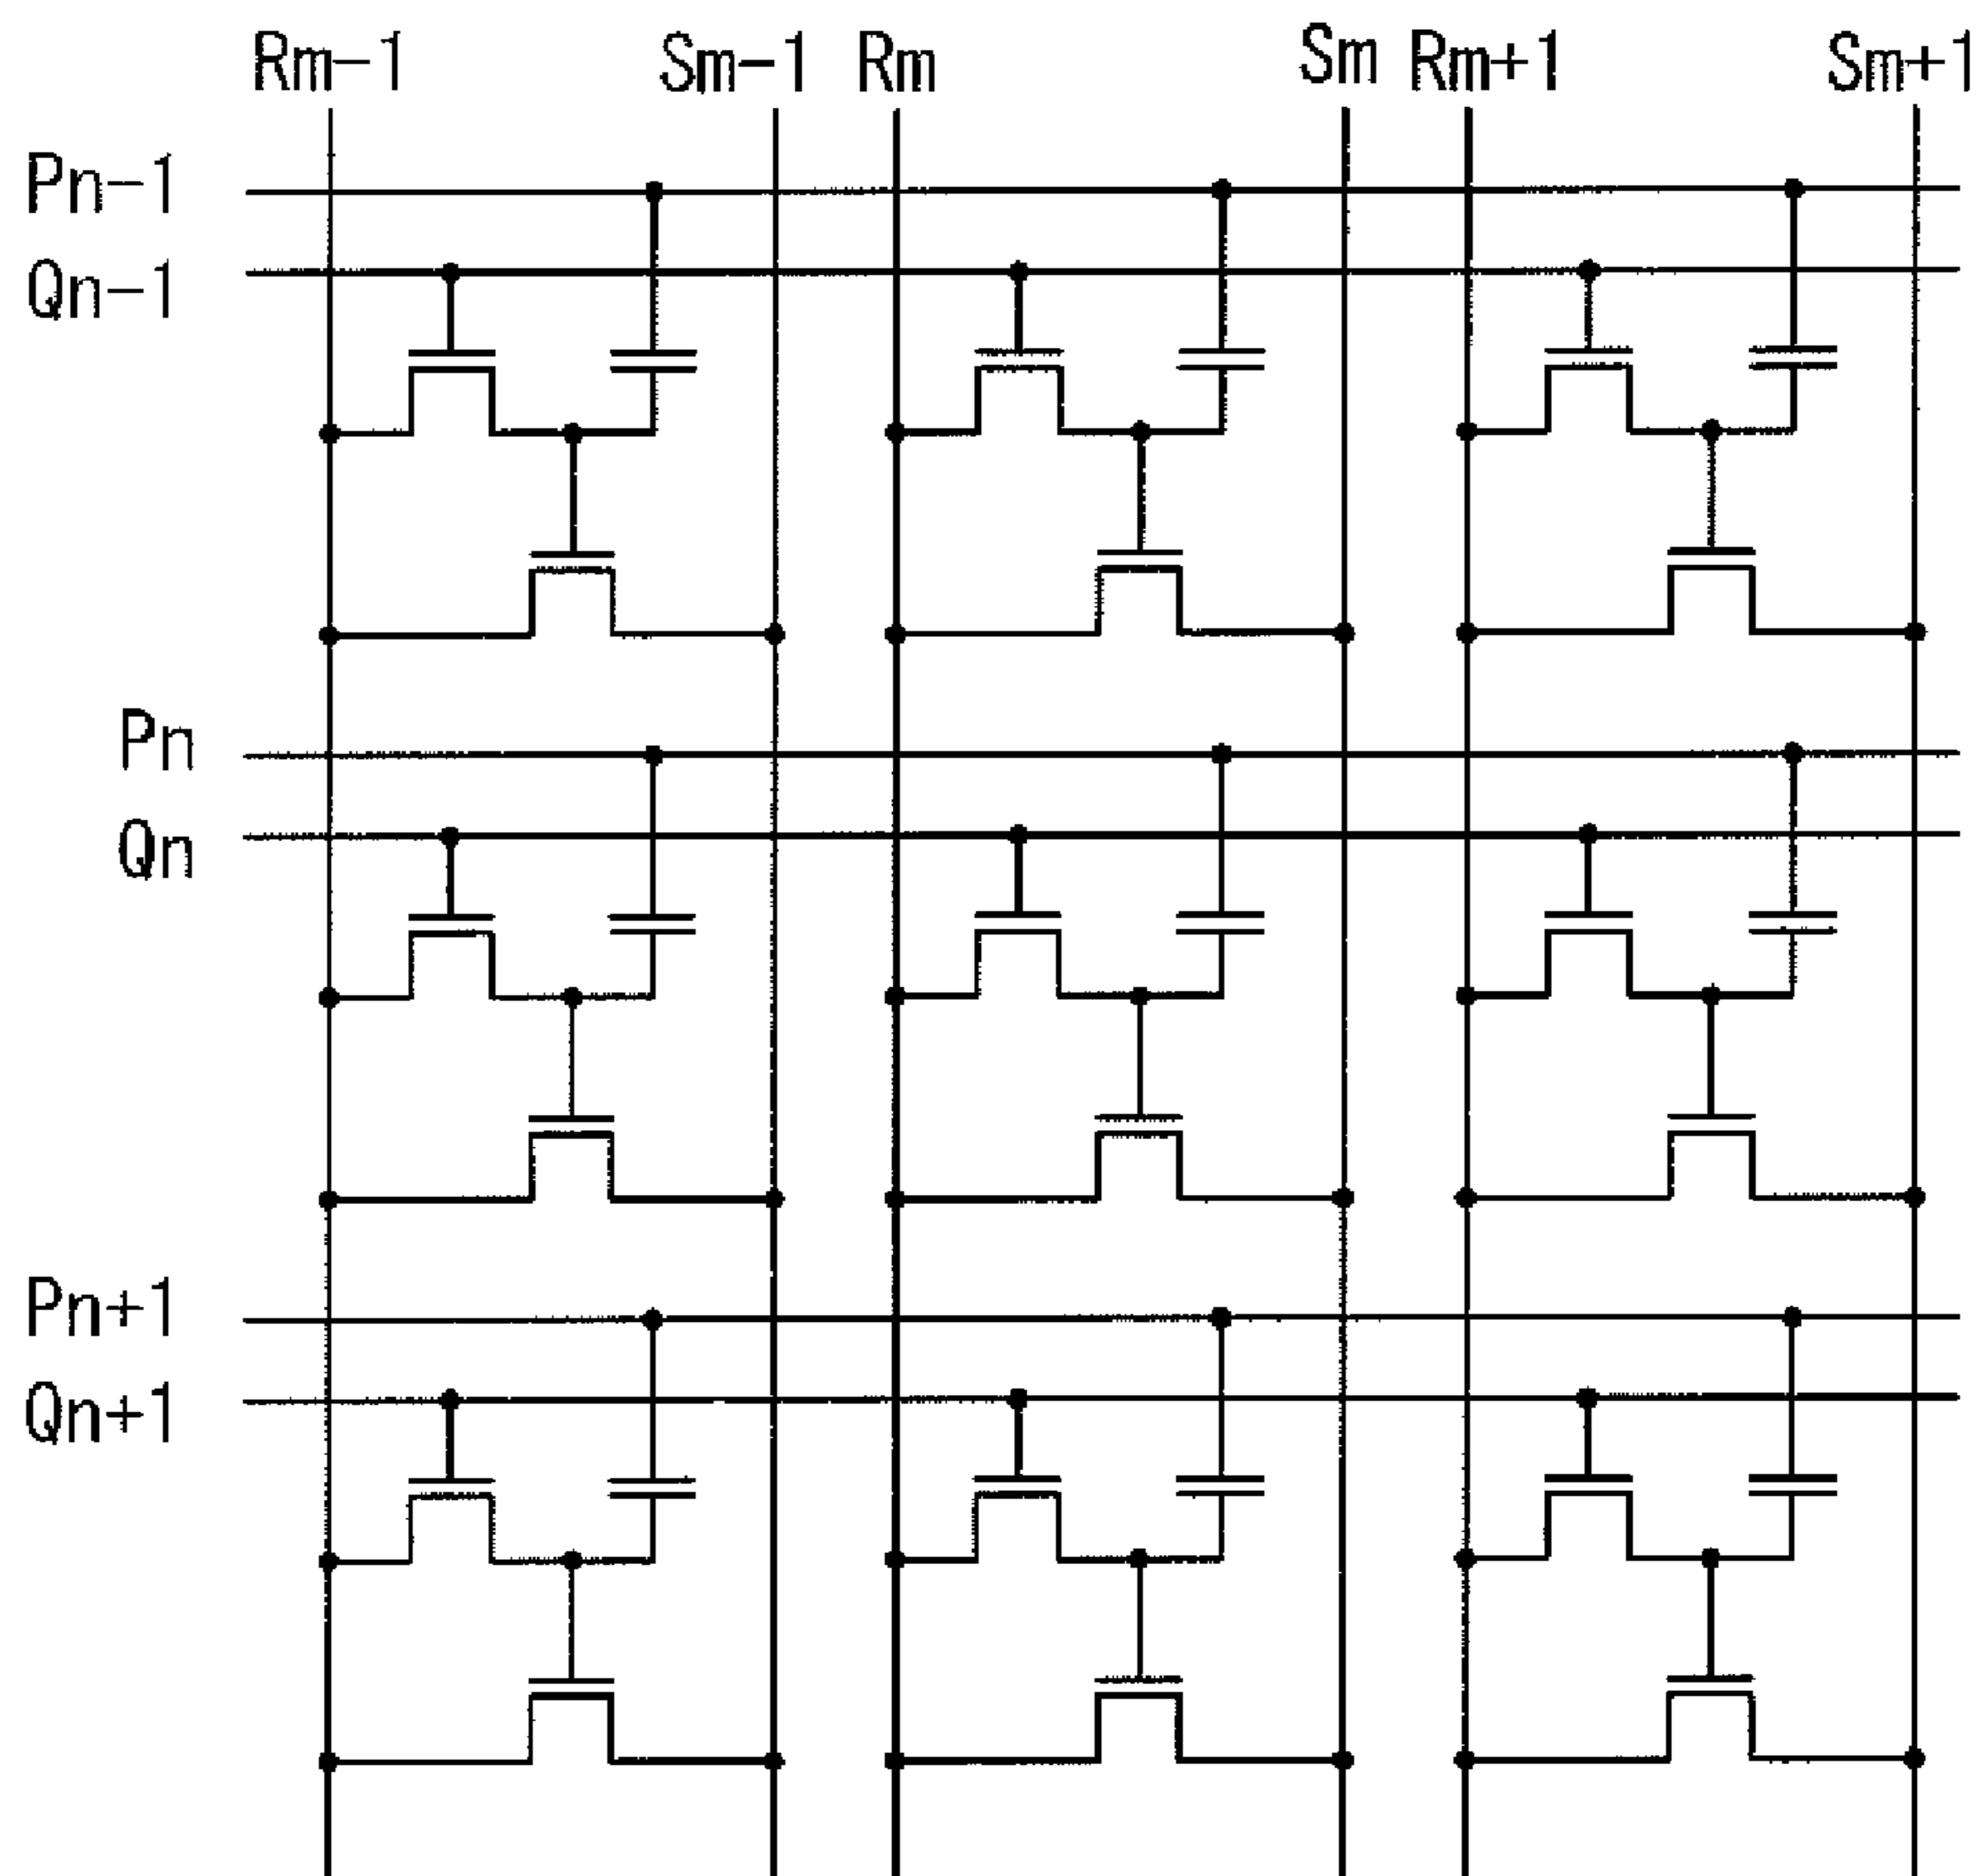 Rm-1 Sm-1 Rm Sm Rm+1 Sm+1
Pn-1
Qn-1
Pn
Qn
Pn+1
Qn+1